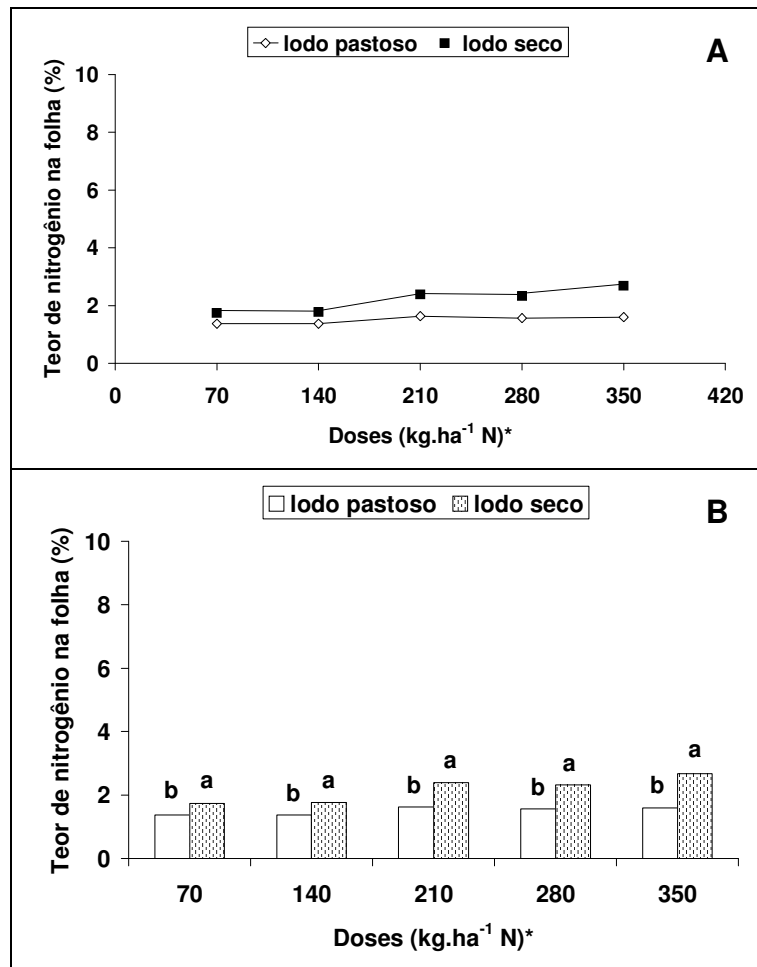 lodo pastoso lodo seco
A
Teor de nitrogênio na folha (%)
10
8
6
4
2
0
0 70 140 210 280 350 420
Doses (kg.ha⁻¹ N)*
lodo pastoso lodo seco
B
Teor de nitrogênio na folha (%)
10
8
6
4
2
0
b a b a b a b a b a
70 140 210 280 350
Doses (kg.ha⁻¹ N)*